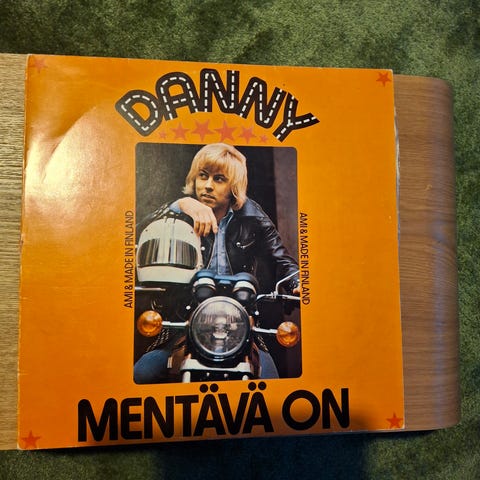 DANNY
AMI & MADE IN FINLAND
AMI & MADE IN FINLAND
MENTÄVÄ ON